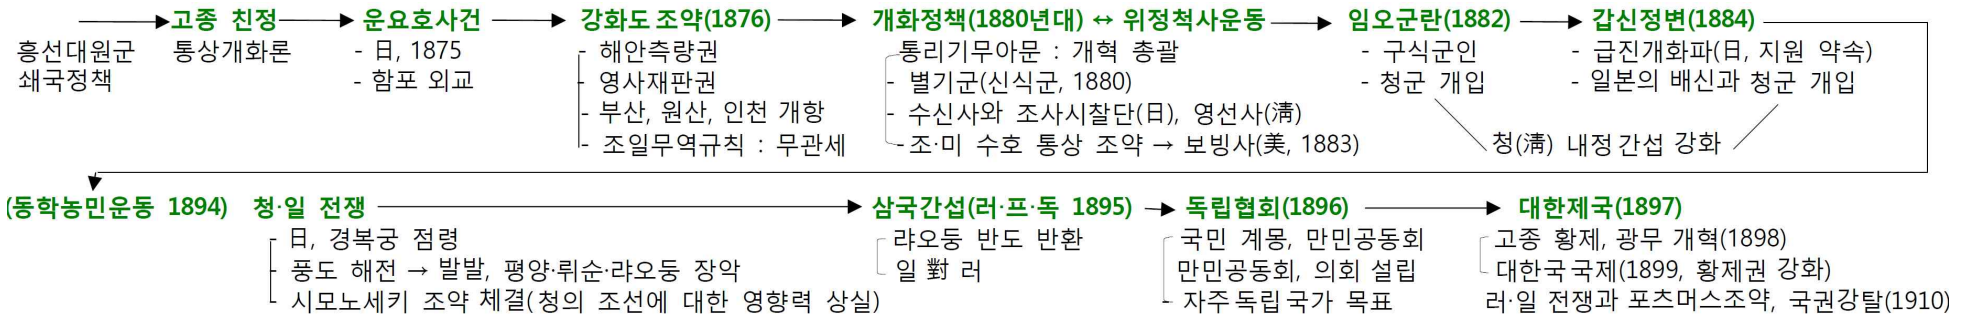 고종 친정 → 운요호사건 → 강화도 조약(1876) → 개화정책(1880년대) ↔ 위정척사운동 → 임오군란(1882) → 갑신정변(1884)
흥선대원군
쇄국정책
통상개화론
- 日, 1875
- 함포 외교
- 해안측량권
- 영사재판권
- 부산, 원산, 인천 개항
- 조일무역규칙 : 무관세
통리기무아문 : 개혁 총괄
- 별기군(신식군, 1880)
- 수신사와 조사시찰단(日), 영선사(淸)
- 조·미 수호 통상 조약 → 보빙사(美, 1883)
- 구식군인
- 청군 개입
- 급진개화파(日, 지원 약속)
- 일본의 배신과 청군 개입
청(淸) 내정간섭 강화
(동학농민운동 1894) 청·일 전쟁 → 삼국간섭(러·프·독 1895) → 독립협회(1896) → 대한제국(1897)
- 日, 경복궁 점령
- 풍도 해전 → 발발, 평양·뤼순·랴오둥 장악
- 시모노세키 조약 체결(청의 조선에 대한 영향력 상실)
랴오둥 반도 반환
일 對 러
국민 계몽, 만민공동회
만민공동회, 의회 설립
- 자주독립국가 목표
고종 황제, 광무 개혁(1898)
대한국국제(1899, 황제권 강화)
러·일 전쟁과 포츠머스조약, 국권강탈(1910)